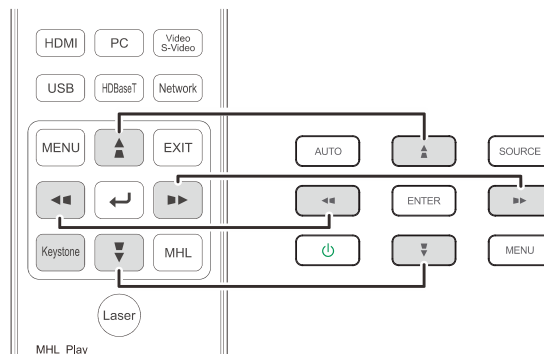 HDMI
PC
Video
S-Video
USB
HDBaseT
Network
MENU
EXIT
Keystone
MHL
Laser
MHL Play
AUTO
SOURCE
ENTER
MENU